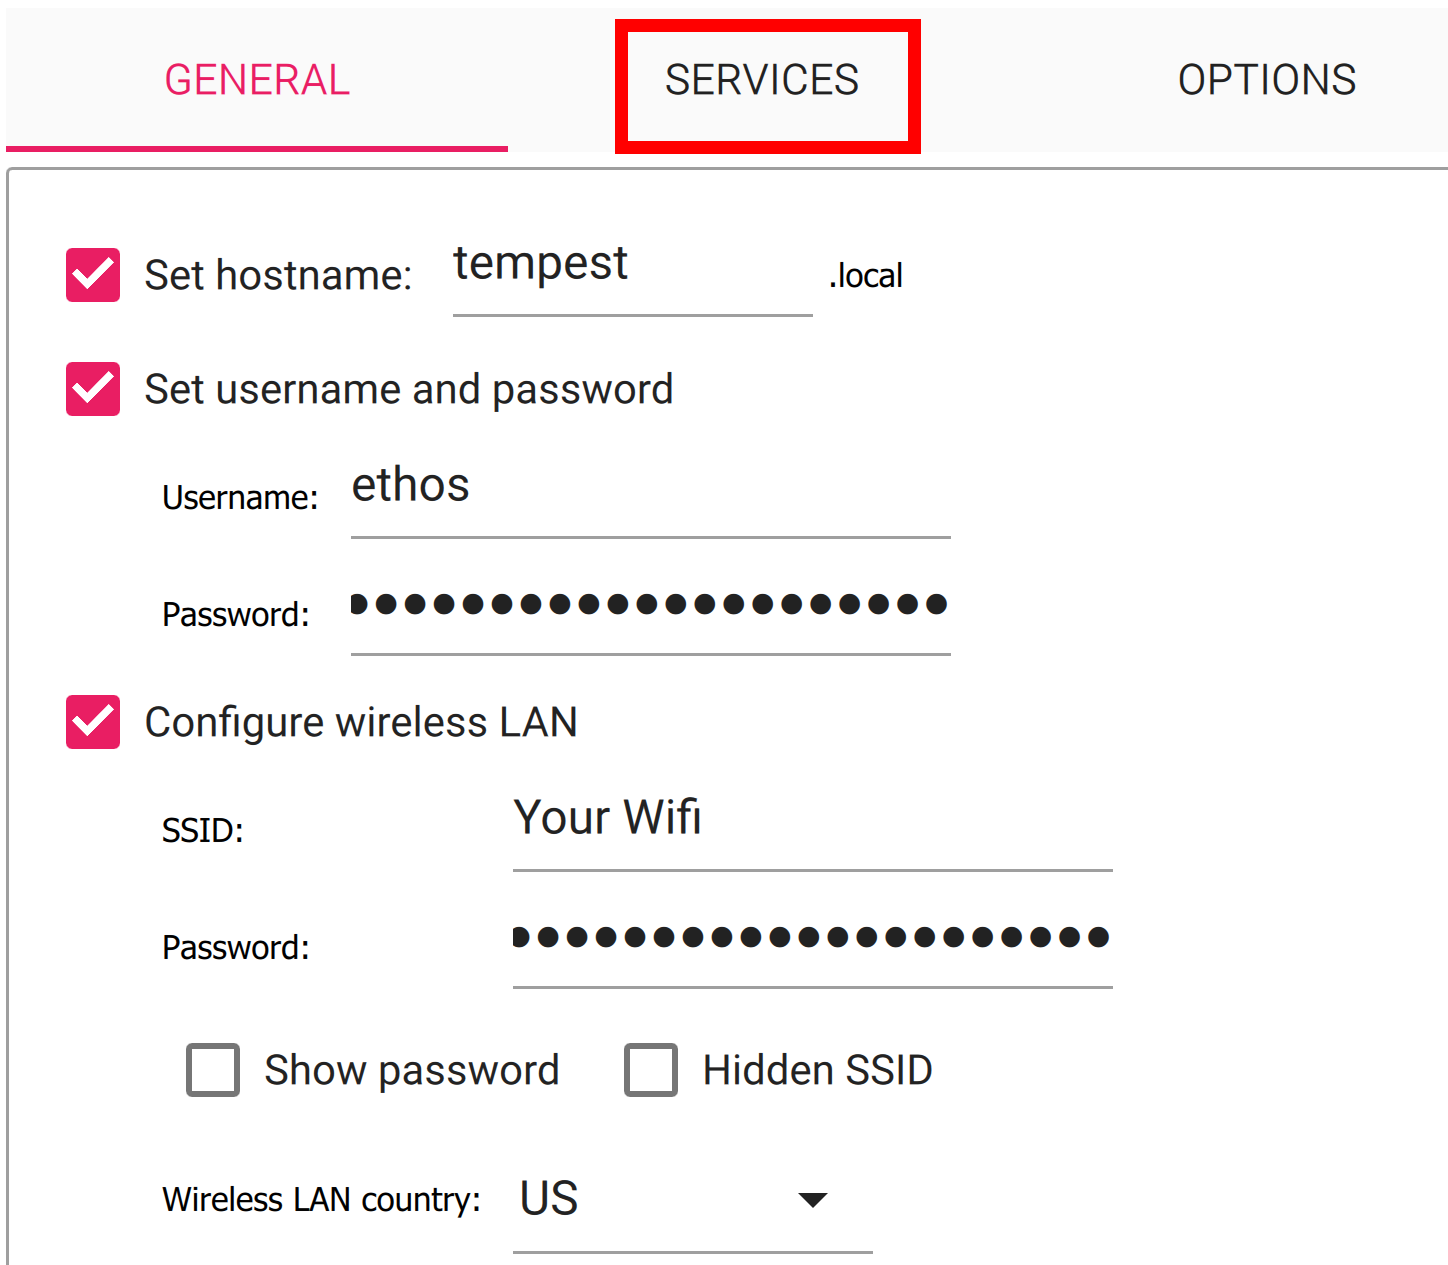 GENERAL SERVICES OPTIONS
Set hostname: tempest .local
Set username and password
Username: ethos
Password: ●●●●●●●●●●●●●●●●●●●●●
Configure wireless LAN
SSID: Your Wifi
Password: ●●●●●●●●●●●●●●●●●●●●●
Show password Hidden SSID
Wireless LAN country: US